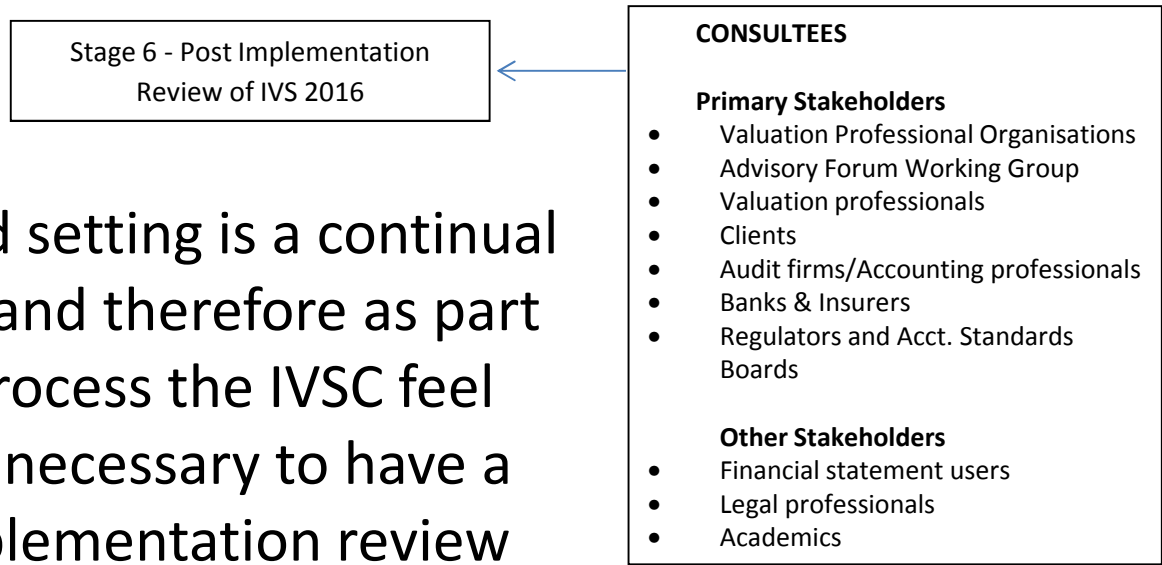 Stage 6 - Post Implementation
Review of IVS 2016
d setting is a continual
and therefore as part
rocess the IVSC feel
necessary to have a
plementation review
CONSULTEES
Primary Stakeholders
• Valuation Professional Organisations
• Advisory Forum Working Group
• Valuation professionals
• Clients
• Audit firms/Accounting professionals
• Banks & Insurers
• Regulators and Acct. Standards
Boards
Other Stakeholders
• Financial statement users
• Legal professionals
• Academics